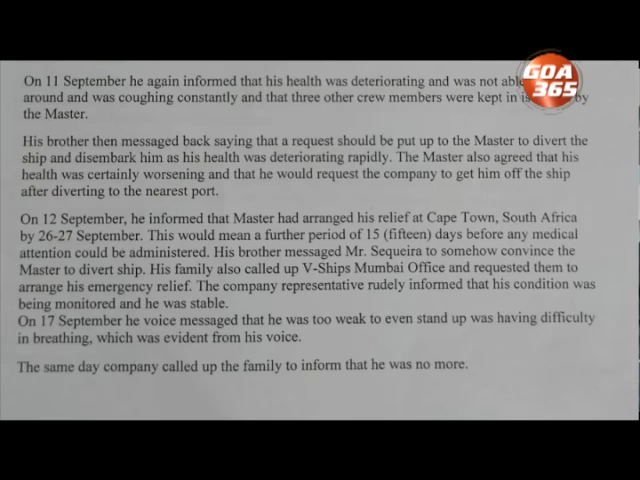 GOA
365
On 11 September he again informed that his health was deteriorating and was not
around and was coughing constantly and that three other crew members were kept in by
the Master.
His brother then messaged back saying that a request should be put up to the Master to divert the
ship and disembark him as his health was deteriorating rapidly. The Master also agreed that his
health was certainly worsening and that he would request the company to get him off the ship
after diverting to the nearest port.
On 12 September, he informed that Master had arranged his relief at Cape Town, South Africa
by 26-27 September. This would mean a further period of 15 (fifteen) days before any medical
attention could be administered. His brother messaged Mr. Sequeira to somehow convince the
Master to divert ship. His family also called up V-Ships Mumbai Office and requested them to
arrange his emergency relief. The company representative rudely informed that his condition was
being monitored and he was stable.
On 17 September he voice messaged that he was too weak to even stand up was having difficulty
in breathing, which was evident from his voice.
The same day company called up the family to inform that he was no more.